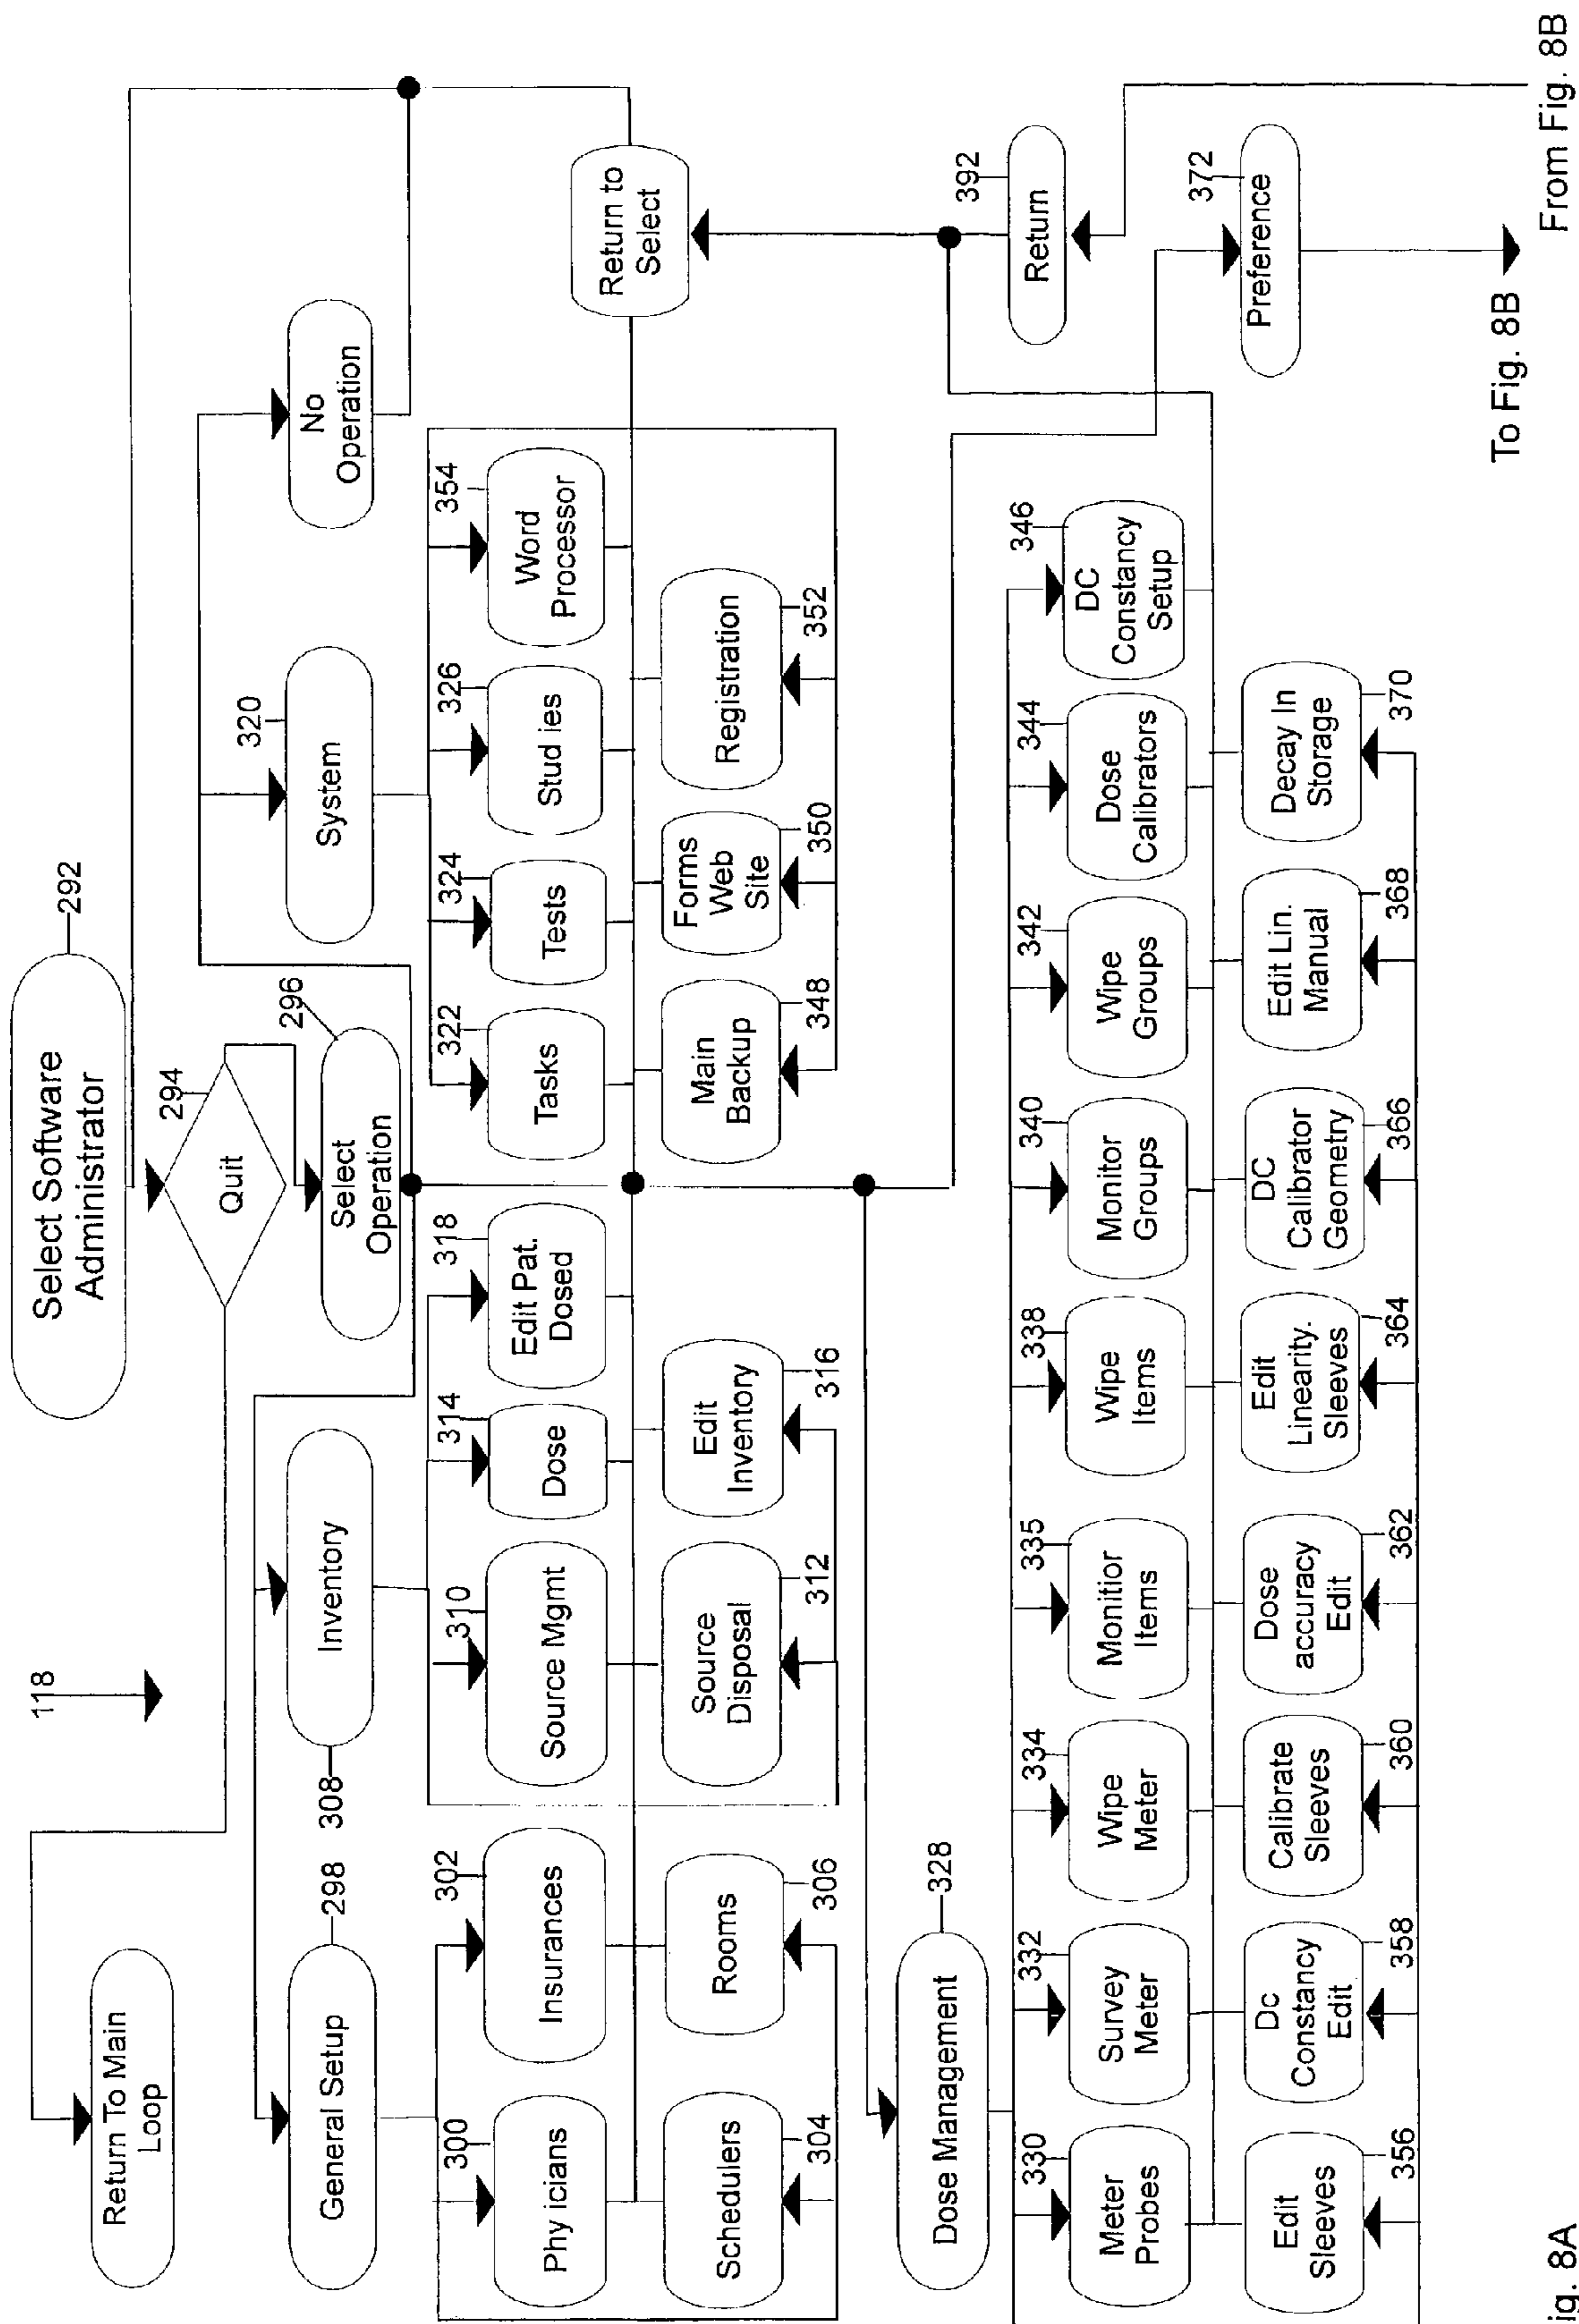 Select Software
Administrator
292
118
294
Quit
Return To Main
Loop
296
Select
Operation
298
General Setup
308
Inventory
320
System
No
Operation
300
Phy icians
302
Insurances
310
Source Mgmt
314
Dose
318
Edit Pat.
Dosed
322
Tasks
324
Tests
326
Stud ies
354
Word
Processor
Return to
Select
Schedulers
304
Rooms
306
Source
Disposal
312
Edit
Inventory
316
Main
Backup
348
Forms
Web
Site
350
Registration
352
Dose Management
328
392
Return
330
Meter
Probes
332
Survey
Meter
334
Wipe
Meter
335
Monitior
Items
338
Wipe
Items
340
Monitor
Groups
342
Wipe
Groups
344
Dose
Calibrators
346
DC
Constancy
Setup
372
Preference
Edit
Sleeves
356
Dc
Constancy
Edit
358
Calibrate
Sleeves
360
Dose
accuracy
Edit
362
Edit
Linearity.
Sleeves
364
DC
Calibrator
Geometry
366
Edit Lin.
Manual
368
Decay In
Storage
370
To Fig. 8B
From Fig. 8B
ig. 8A